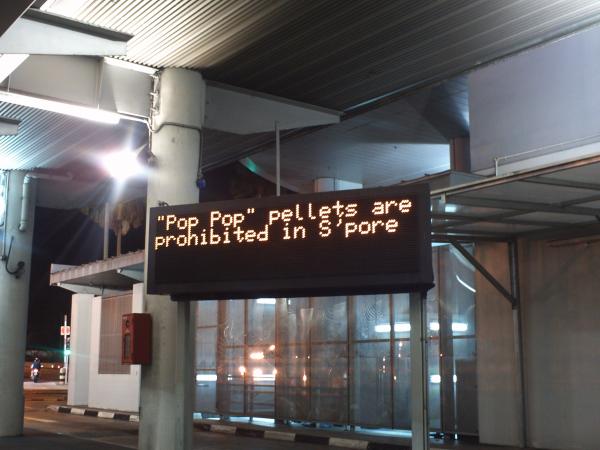 "Pop Pop" pellets are
prohibited in S'pore